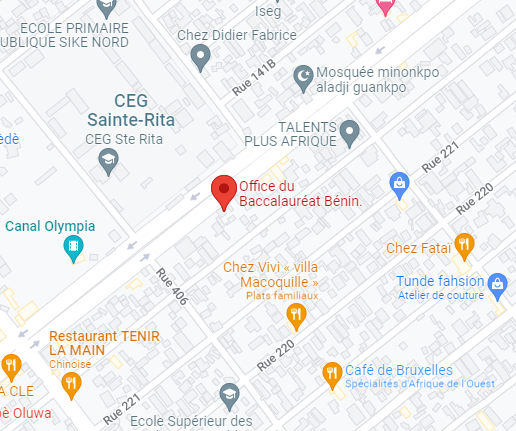 Iseg
ECOLE PRIMAIRE
UBLIQUE SIKE NORD
Chez Didier Fabrice
Rue 141B
Mosquée minonkpo
aladji guankpo
CEG
Sainte-Rita
CEG Ste Rita
TALENTS
PLUS AFRIQUE
Rue 221
èdè
Office du
Baccalauréat Bénin.
Rue 220
Canal Olympia
Chez Fataï
Chez Vivi « villa
Macoquille »
Plats familiaux
Rue 406
Tunde fahsion
Atelier de couture
Restaurant TENIR
LA MAIN
Chinoise
Rue 220
Café de Bruxelles
Spécialités d'Afrique de l'Ouest
A CLE
bè Oluwa
Rue 221
Ecole Supérieur des